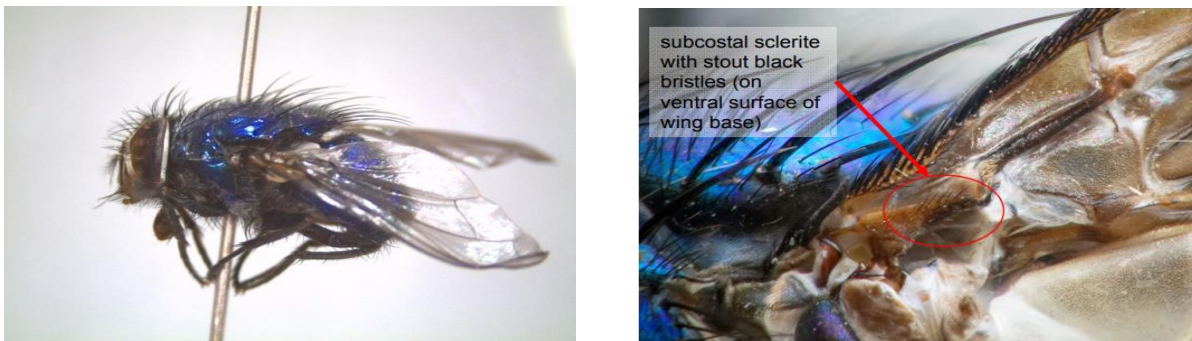 subcostal sclerite
with stout black
bristles (on
ventral surface of
wing base)